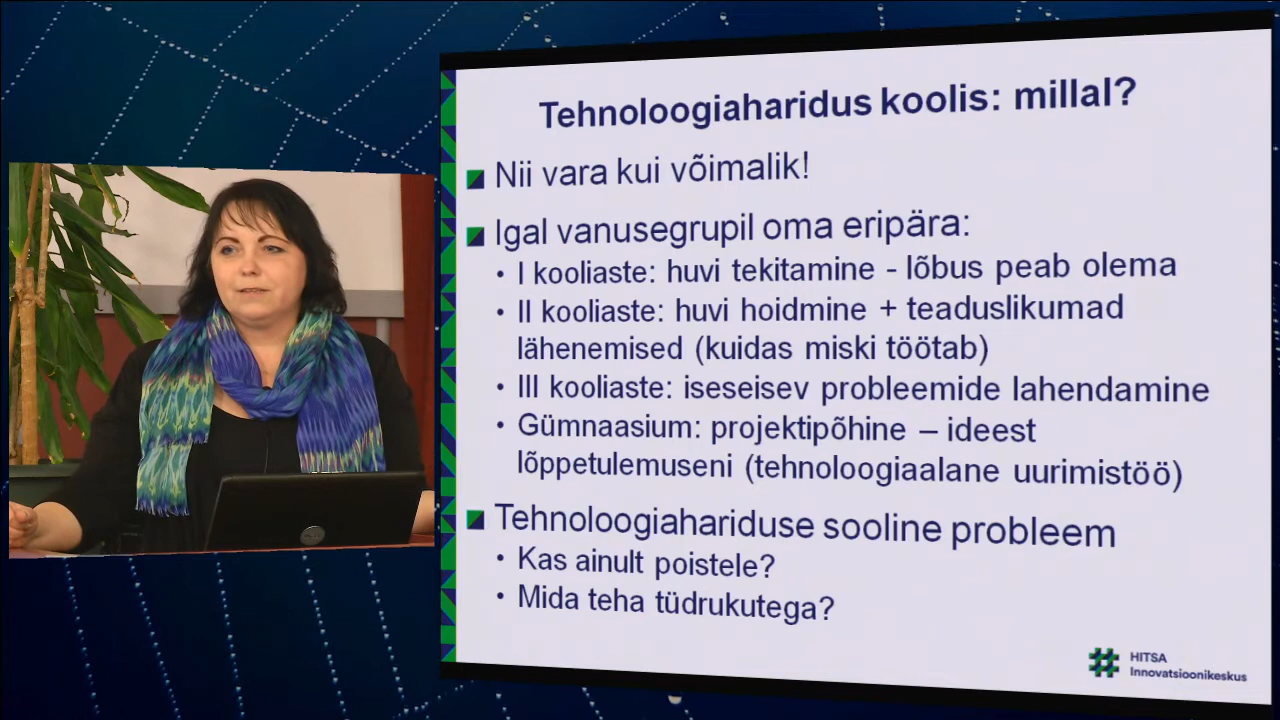 Tehnoloogiaharidus koolis: millal?
Nii vara kui võimalik!
Igal vanusegrupil oma eripära:
• I kooliaste: huvi tekitamine - lõbus peab olema
• II kooliaste: huvi hoidmine + teaduslikumad
lähenemised (kuidas miski töötab)
• III kooliaste: iseseisev probleemide lahendamine
• Gümnaasium: projektipõhine – ideest
lõppetulemuseni (tehnoloogiaalane uurimistöö)
Tehnoloogiahariduse sooline probleem
• Kas ainult poistele?
• Mida teha tüdrukutega?
HITSA
Innovatsioonikeskus